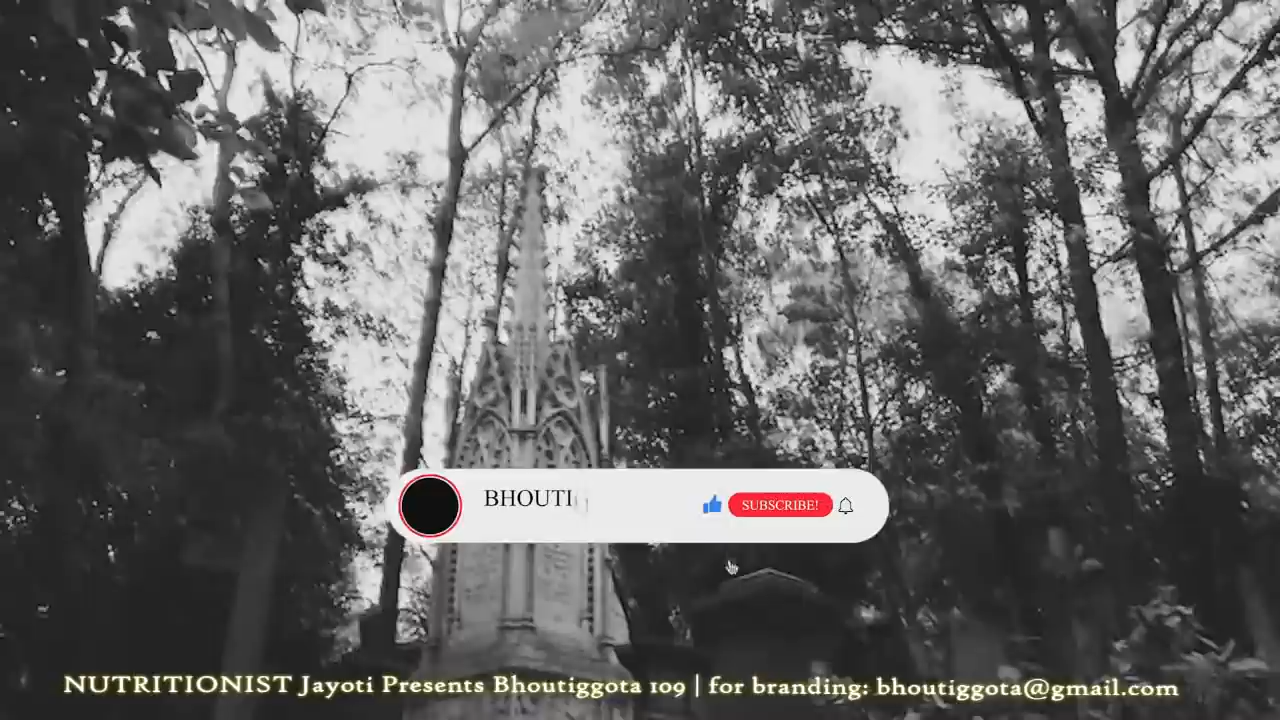 BHOUTI
SUBSCRIBE!
NUTRITIONIST Jayoti Presents Bhoutiggota 109 | for branding: bhoutiggota@gmail.com